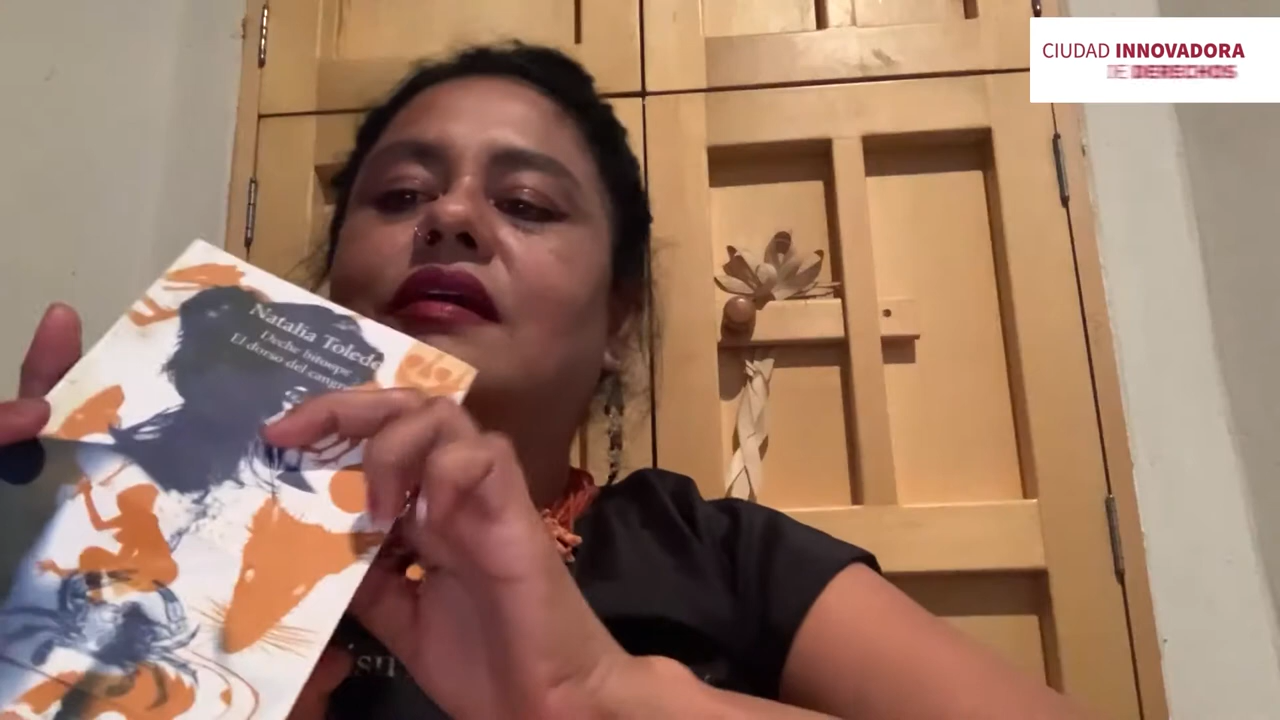 CIUDAD INNOVADORA
DE DERECHOS
Natalia Toledo
Deche bitoope
El dorso del cangre